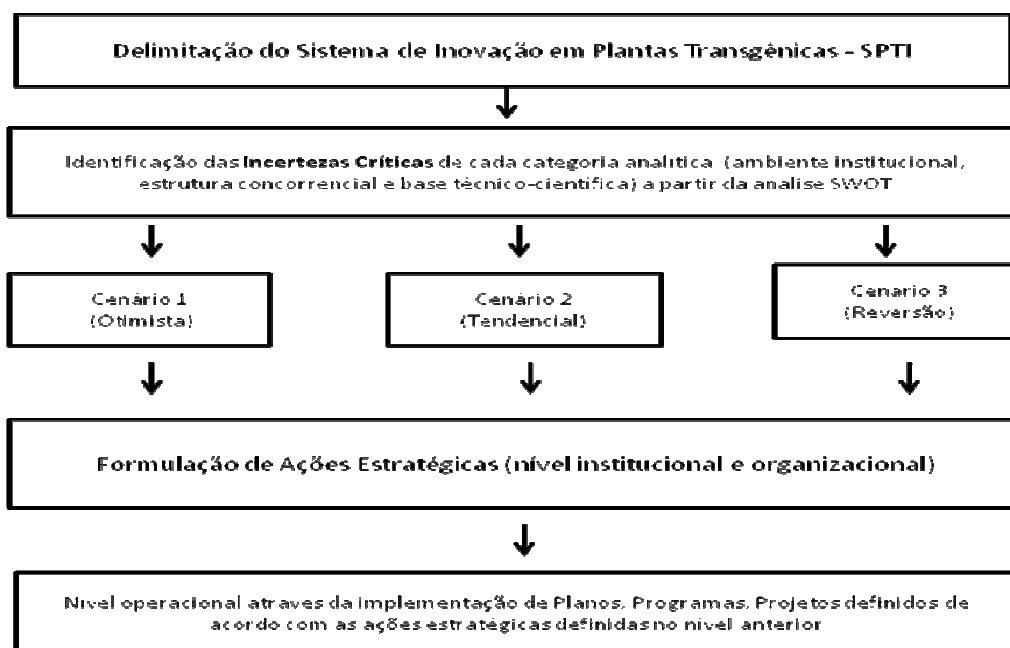 Delimitação do Sistema de Inovação em Plantas Transgênicas – SPTI
Identificação das Incertezas Críticas de cada categoria analítica (ambiente institucional,
estrutura concorrencial e base técnico-científica) a partir da analise SWOT
Cenário 1
(Otimista)
Cenário 2
(Tendencial)
Cenario 3
(Reversão)
Formulação de Ações Estratégicas (nível institucional e organizacional)
Nivel operacional atraves da implementação de Planos, Programas, Projetos definidos de
acordo com as ações estratégicas definidas no nivel anterior